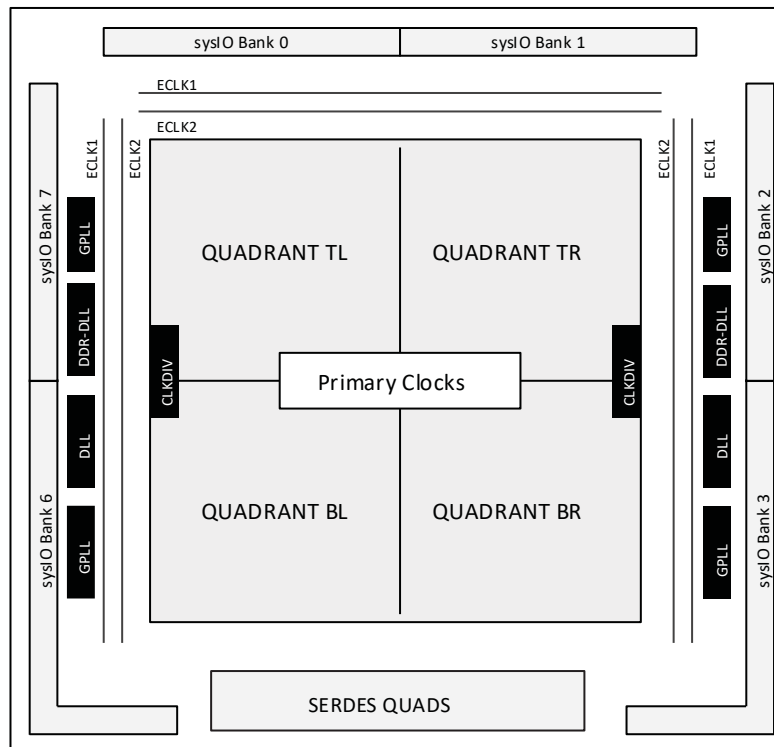 sysIO Bank 0
sysIO Bank 1
ECLK1
ECLK2
ECLK1
ECLK2
ECLK2
ECLK1
sysIO Bank 7
sysIO Bank 2
GPLL
QUADRANT TL
QUADRANT TR
GPLL
DDR-DLL
DDR-DLL
CLKDIV
Primary Clocks
CLKDIV
DLL
DLL
sysIO Bank 6
sysIO Bank 3
GPLL
QUADRANT BL
QUADRANT BR
GPLL
SERDES QUADS